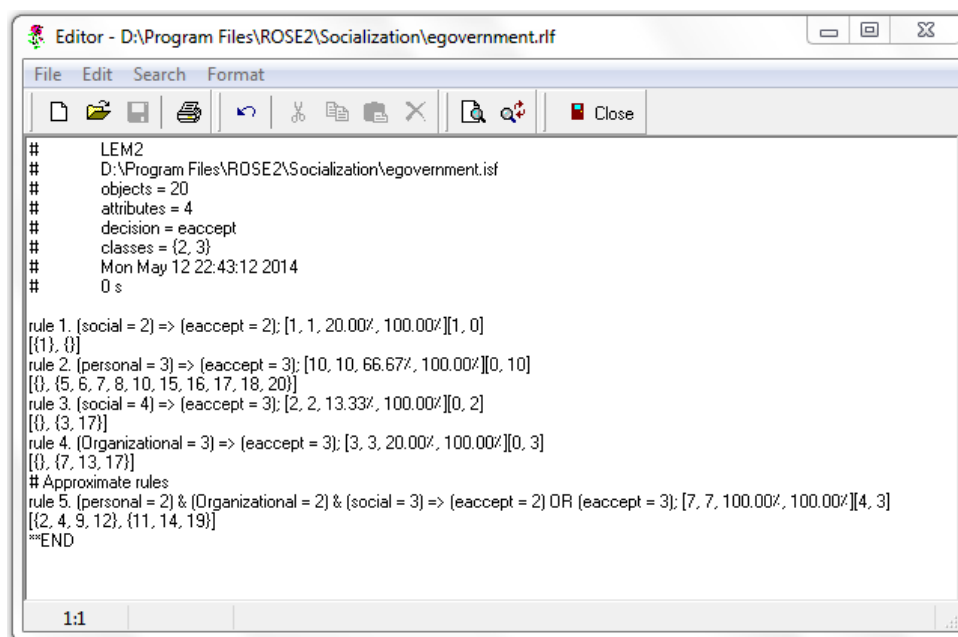 Editor - D:\Program Files\ROSE2\Socialization\egovernment.rlf
File Edit Search Format
Close
# LEM2
# D:\Program Files\ROSE2\Socialization\egovernment.isf
# objects = 20
# attributes = 4
# decision = eaccept
# classes = {2, 3}
# Mon May 12 22:43:12 2014
# 0 s
rule 1. (social = 2) => (eaccept = 2); [1, 1, 20.00%, 100.00%][1, 0]
[{1}, {}]
rule 2. (personal = 3) => (eaccept = 3); [10, 10, 66.67%, 100.00%][0, 10]
[{}, {5, 6, 7, 8, 10, 15, 16, 17, 18, 20}]
rule 3. (social = 4) => (eaccept = 3); [2, 2, 13.33%, 100.00%][0, 2]
[{}, {3, 17}]
rule 4. (Organizational = 3) => (eaccept = 3); [3, 3, 20.00%, 100.00%][0, 3]
[{}, {7, 13, 17}]
# Approximate rules
rule 5. (personal = 2) & (Organizational = 2) & (social = 3) => (eaccept = 2) OR (eaccept = 3); [7, 7, 100.00%, 100.00%][4, 3]
[{2, 4, 9, 12}, {11, 14, 19}]
**END
1:1